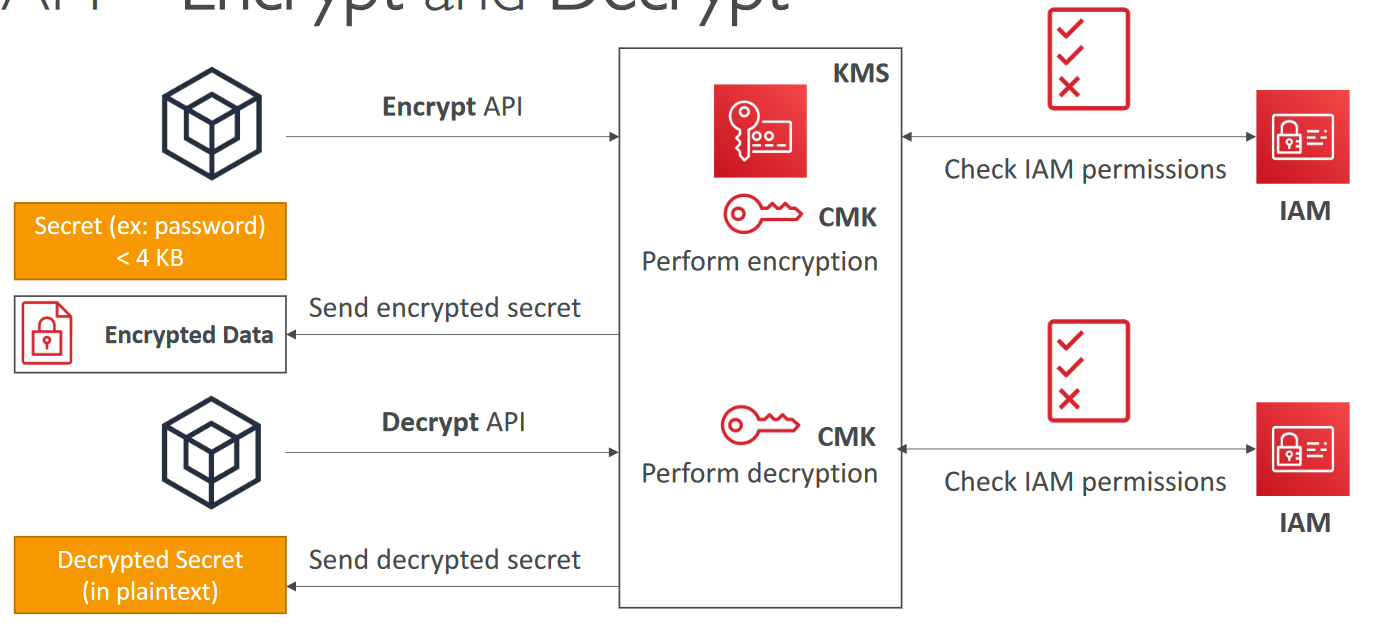 API – Encrypt and Decrypt
KMS
Encrypt API
Check IAM permissions
IAM
Secret (ex: password)
< 4 KB
CMK
Perform encryption
Send encrypted secret
Encrypted Data
Decrypt API
CMK
Perform decryption
Check IAM permissions
IAM
Decrypted Secret
(in plaintext)
Send decrypted secret